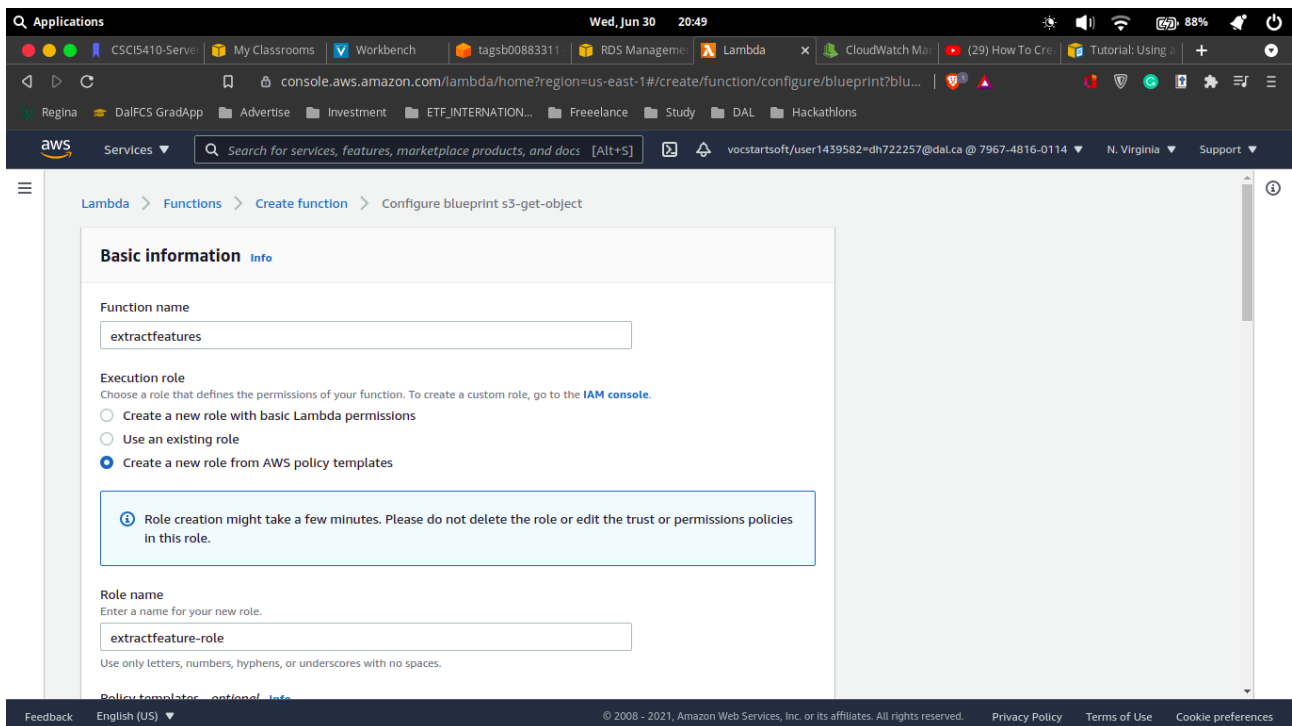 Applications
Wed, Jun 30 20:49
88%
CSCI5410-Serve
My Classrooms
Workbench
tagsb00883311
RDS Manageme
Lambda
CloudWatch Ma
(29) How To Cre
Tutorial: Using a
console.aws.amazon.com/lambda/home?region=us-east-1#/create/function/configure/blueprint?blu...
Regina
DalFCS GradApp
Advertise
Investment
ETF_INTERNATION...
Freeelance
Study
DAL
Hackathlons
aws
Services
Search for services, features, marketplace products, and docs [Alt+S]
vocstartsoft/user1439582=dh722257@dal.ca @ 7967-4816-0114
N. Virginia
Support
Lambda > Functions > Create function > Configure blueprint s3-get-object
Basic information Info
Function name
extractfeatures
Execution role
Choose a role that defines the permissions of your function. To create a custom role, go to the IAM console.
Create a new role with basic Lambda permissions
Use an existing role
Create a new role from AWS policy templates
Role creation might take a few minutes. Please do not delete the role or edit the trust or permissions policies
in this role.
Role name
Enter a name for your new role.
extractfeature-role
Use only letters, numbers, hyphens, or underscores with no spaces.
Policy templates - optional Info
Feedback
English (US)
© 2008 - 2021, Amazon Web Services, Inc. or its affiliates. All rights reserved.
Privacy Policy
Terms of Use
Cookie preferences